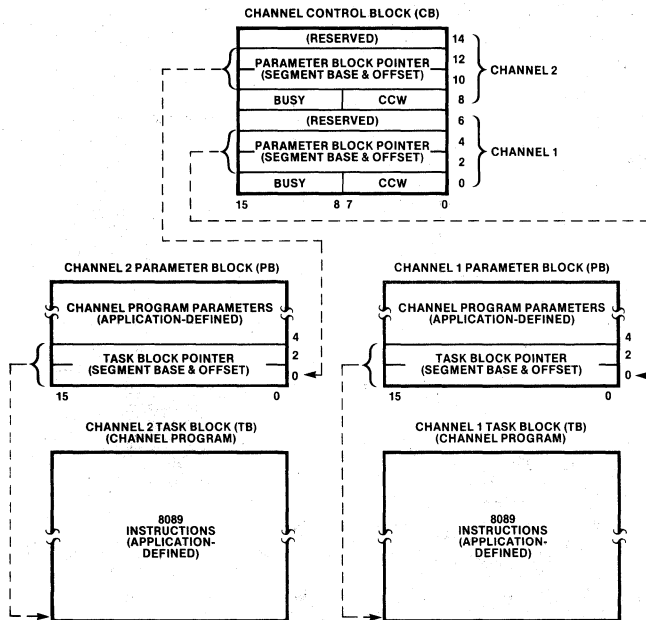 CHANNEL CONTROL BLOCK (CB)
(RESERVED) 14
PARAMETER BLOCK POINTER 12
(SEGMENT BASE & OFFSET) 10
CHANNEL 2
BUSY CCW 8
(RESERVED) 6
PARAMETER BLOCK POINTER 4
(SEGMENT BASE & OFFSET) 2
CHANNEL 1
BUSY CCW 0
15 8 7 0
CHANNEL 2 PARAMETER BLOCK (PB)
CHANNEL PROGRAM PARAMETERS
(APPLICATION-DEFINED)
4
TASK BLOCK POINTER 2
(SEGMENT BASE & OFFSET) 0
15 0
CHANNEL 1 PARAMETER BLOCK (PB)
CHANNEL PROGRAM PARAMETERS
(APPLICATION-DEFINED)
4
TASK BLOCK POINTER 2
(SEGMENT BASE & OFFSET) 0
15 0
CHANNEL 2 TASK BLOCK (TB)
(CHANNEL PROGRAM)
8089
INSTRUCTIONS
(APPLICATION-
DEFINED)
CHANNEL 1 TASK BLOCK (TB)
(CHANNEL PROGRAM)
8089
INSTRUCTIONS
(APPLICATION-
DEFINED)